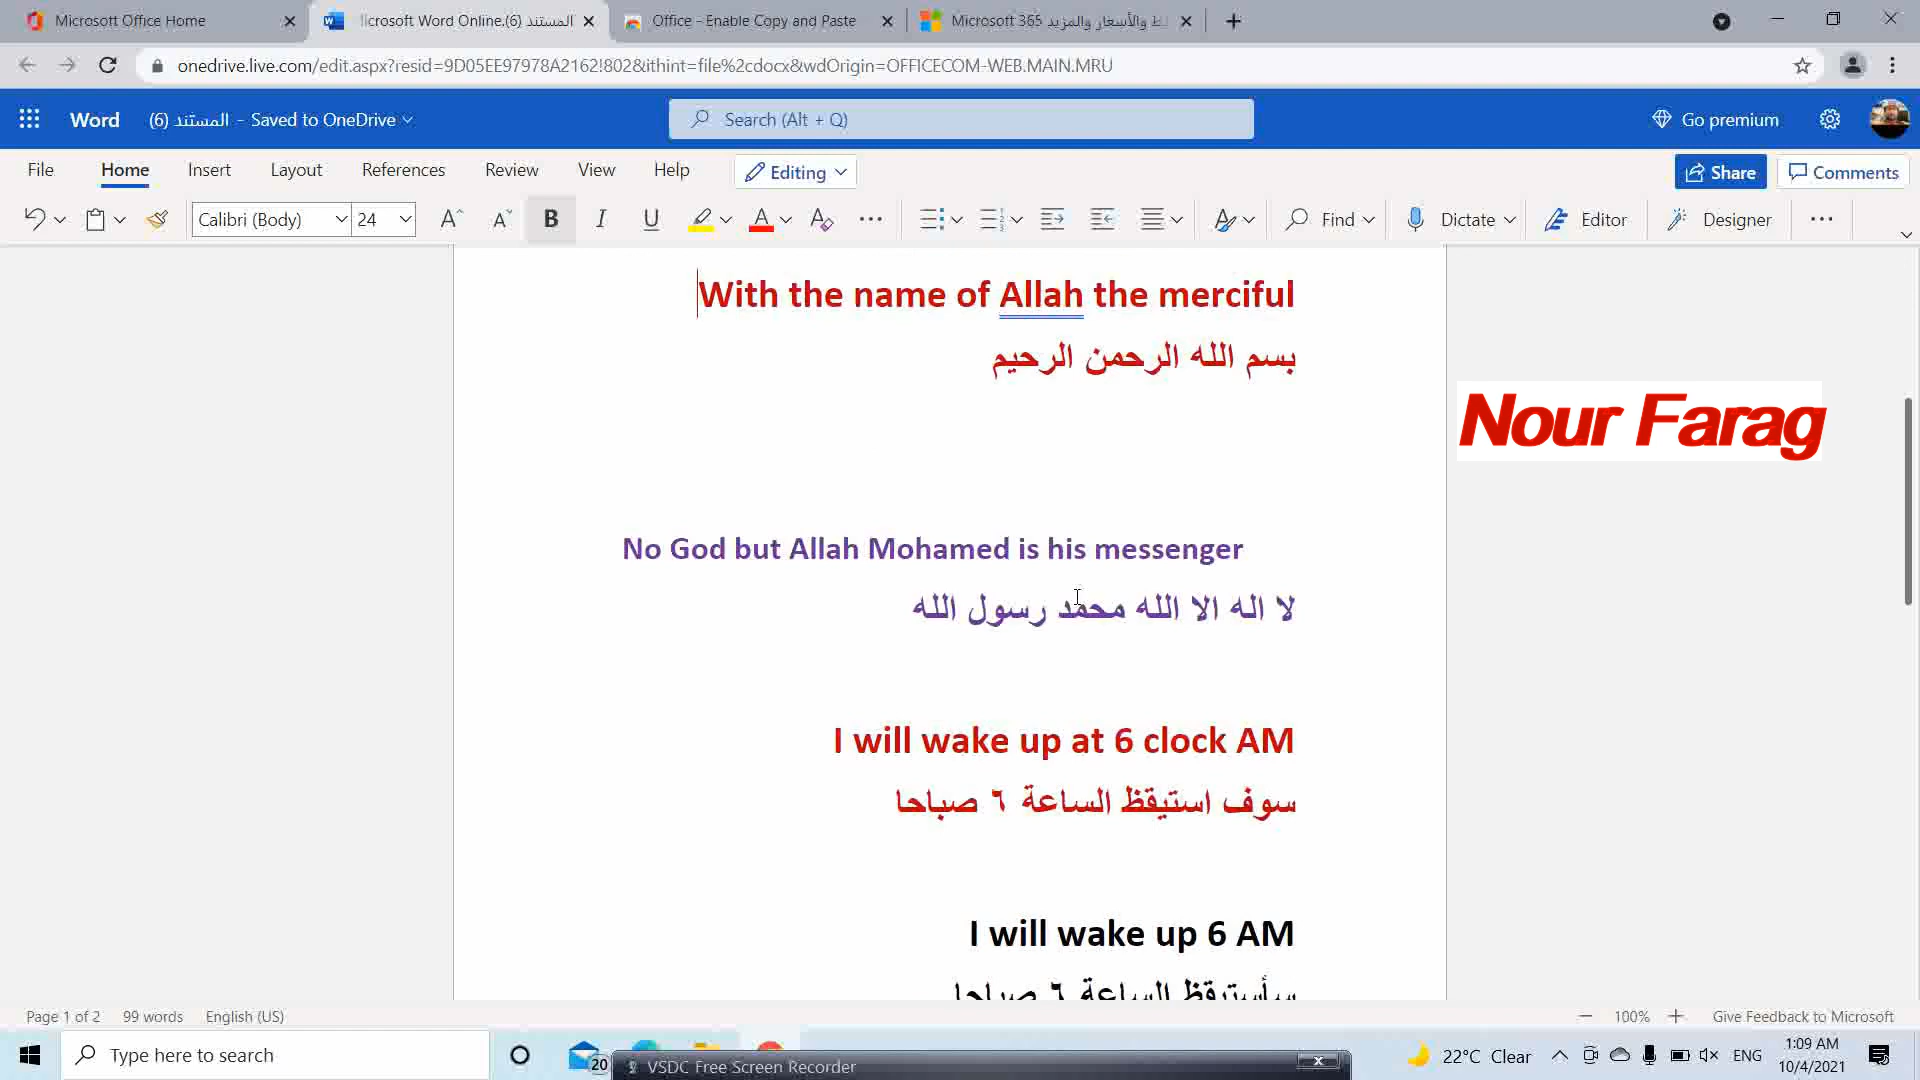 Microsoft Office Home
المستند (6).Microsoft Word Online
Office - Enable Copy and Paste
Microsoft 365 والأسعار والمزيد
onedrive.live.com/edit.aspx?resid=9D05EE97978A2162!802&ithint=file%2cdocx&wdOrigin=OFFICECOM-WEB.MAIN.MRU
Word
المستند (6) - Saved to OneDrive
Search (Alt + Q)
Go premium
File Home Insert Layout References Review View Help Editing Share Comments
Calibri (Body) 24 Find Dictate Editor Designer
With the name of Allah the merciful
بسم الله الرحمن الرحيم
Nour Farag
No God but Allah Mohamed is his messenger
لا اله الا الله محمد رسول الله
I will wake up at 6 clock AM
سوف استيقظ الساعة ٦ صباحا
I will wake up 6 AM
الساعة ٦ صباحا
Page 1 of 2 99 words English (US) 100% Give Feedback to Microsoft
Type here to search
20
VSDC Free Screen Recorder
22°C Clear
ENG
1:09 AM
10/4/2021